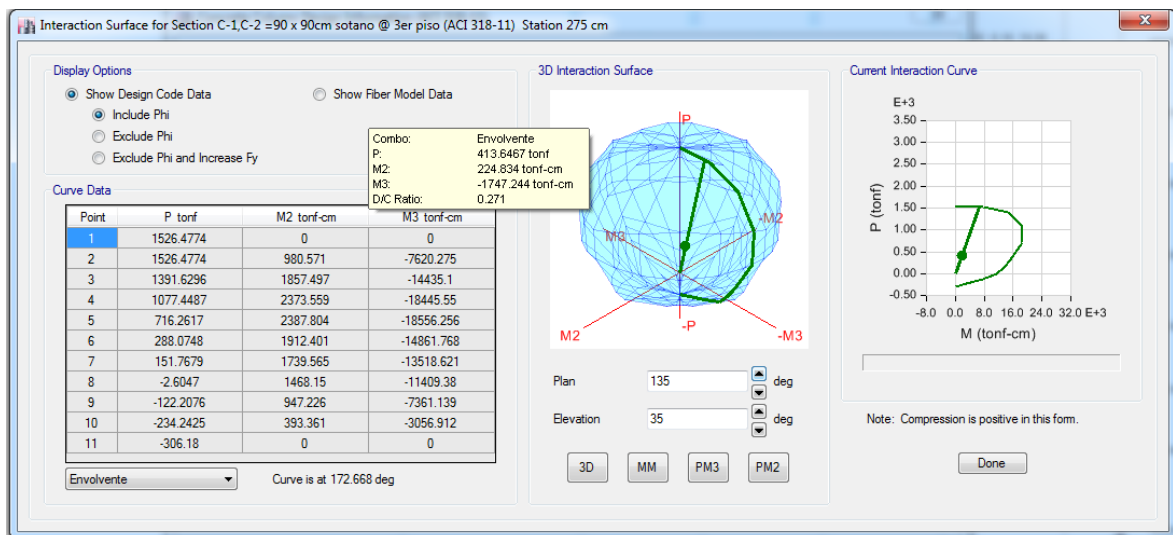 Interaction Surface for Section C-1,C-2 =90 x 90cm sotano @ 3er piso (ACI 318-11) Station 275 cm
Display Options
Show Design Code Data
Show Fiber Model Data
Include Phi
Exclude Phi
Exclude Phi and Increase Fy
Combo: Envolvente
P: 413.6467 tonf
M2: 224.834 tonf-cm
M3: -1747.244 tonf-cm
D/C Ratio: 0.271
Curve Data
Point P tonf M2 tonf-cm M3 tonf-cm
1 1526.4774 0 0
2 1526.4774 980.571 -7620.275
3 1391.6296 1857.497 -14435.1
4 1077.4487 2373.559 -18445.55
5 716.2617 2387.804 -18556.256
6 288.0748 1912.401 -14861.768
7 151.7679 1739.565 -13518.621
8 -2.6047 1468.15 -11409.38
9 -122.2076 947.226 -7361.139
10 -234.2425 393.361 -3056.912
11 -306.18 0 0
Envolvente
Curve is at 172.668 deg
3D Interaction Surface
P
-M2
M3
M2
-P
-M3
Plan 135 deg
Elevation 35 deg
3D MM PM3 PM2
Current Interaction Curve
E+3
3.50
3.00
2.50
2.00
1.50
1.00
0.50
0.00
-0.50
P (tonf)
-8.0 0.0 8.0 16.0 24.0 32.0 E+3
M (tonf-cm)
Note: Compression is positive in this form.
Done